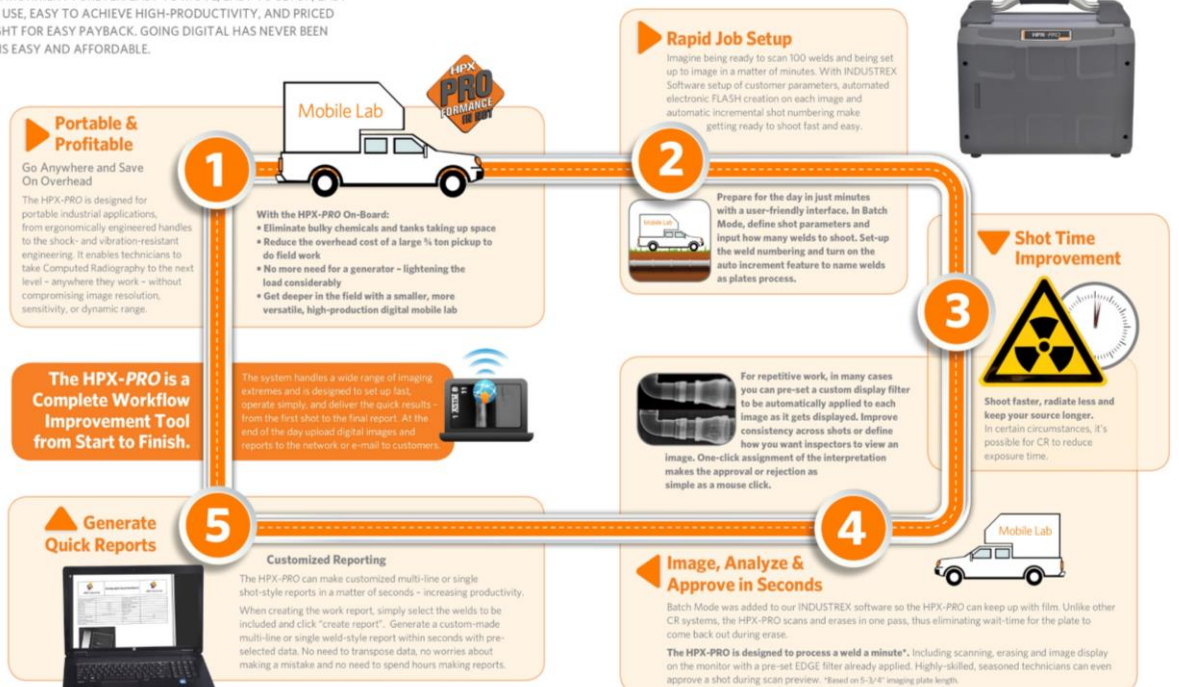 USE, EASY TO ACHIEVE HIGH-PRODUCTIVITY, AND PRICED
GHT FOR EASY PAYBACK. GOING DIGITAL HAS NEVER BEEN
IS EASY AND AFFORDABLE.
Portable &
Profitable
Go Anywhere and Save
On Overhead
The HPX-PRO is designed for
portable industrial applications,
from ergonomically engineered handles
to the shock- and vibration-resistant
engineering. It enables technicians to
take Computed Radiography to the next
level – anywhere they work – without
compromising image resolution,
sensitivity, or dynamic range.
1
Mobile Lab
HPX
PRO
FORMANCE
IN NDT
With the HPX-PRO On-Board:
• Eliminate bulky chemicals and tanks taking up space
• Reduce the overhead cost of a large ¾ ton pickup to
do field work
• No more need for a generator – lightening the
load considerably
• Get deeper in the field with a smaller, more
versatile, high-production digital mobile lab
Rapid Job Setup
Imagine being ready to scan 100 welds and being set
up to image in a matter of minutes. With INDUSTREX
Software setup of customer parameters, automated
electronic FLASH creation on each image and
automatic incremental shot numbering make
getting ready to shoot fast and easy.
2
Mobile Lab
Prepare for the day in just minutes
with a user-friendly interface. In Batch
Mode, define shot parameters and
input how many welds to shoot. Set-up
the weld numbering and turn on the
auto increment feature to name welds
as plates process.
HPX PRO
Shot Time
Improvement
3
Shoot faster, radiate less and
keep your source longer.
In certain circumstances, it's
possible for CR to reduce
exposure time.
For repetitive work, in many cases
you can pre-set a custom display filter
to be automatically applied to each
image as it gets displayed. Improve
consistency across shots or define
how you want inspectors to view an
image. One-click assignment of the interpretation
makes the approval or rejection as
simple as a mouse click.
4
Mobile Lab
Image, Analyze &
Approve in Seconds
Batch Mode was added to our INDUSTREX software so the HPX-PRO can keep up with film. Unlike other
CR systems, the HPX-PRO scans and erases in one pass, thus eliminating wait-time for the plate to
come back out during erase.
The HPX-PRO is designed to process a weld a minute*. Including scanning, erasing and image display
on the monitor with a pre-set EDGE filter already applied. Highly-skilled, seasoned technicians can even
approve a shot during scan preview. *Based on 5-3/4" imaging plate length.
The HPX-PRO is a
Complete Workflow
Improvement Tool
from Start to Finish.
The system handles a wide range of imaging
extremes and is designed to set up fast,
operate simply, and deliver the quick results –
from the first shot to the final report. At the
end of the day upload digital images and
reports to the network or e-mail to customers.
5
Generate
Quick Reports
Customized Reporting
The HPX-PRO can make customized multi-line or single
shot-style reports in a matter of seconds – increasing productivity.
When creating the work report, simply select the welds to be
included and click "create report". Generate a custom-made
multi-line or single weld-style report within seconds with pre-
selected data. No need to transpose data, no worries about
making a mistake and no need to spend hours making reports.